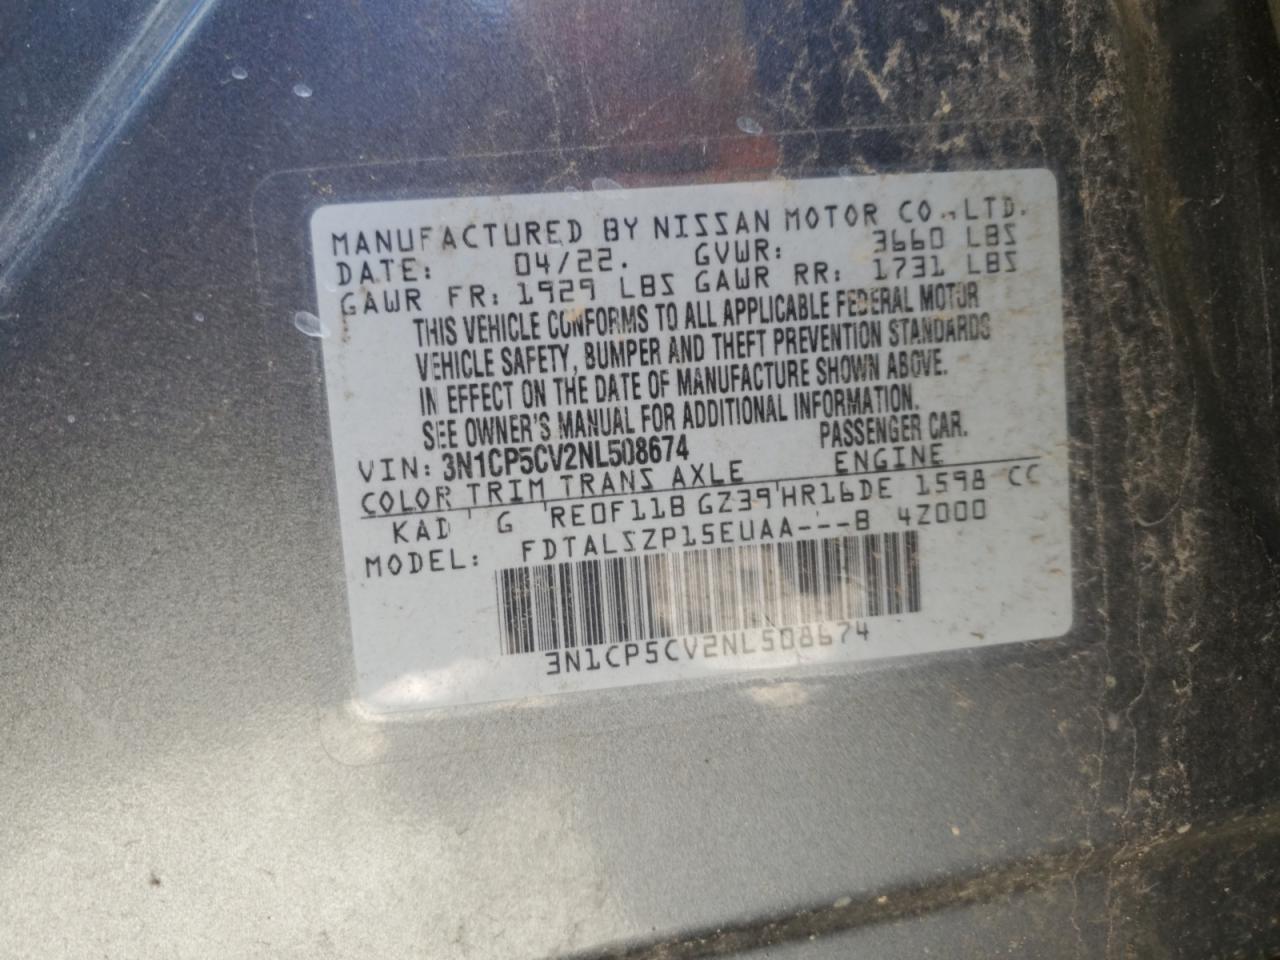 MANUFACTURED BY NISSAN MOTOR CO., LTD.
DATE: 04/22. GVWR: 3660 LBS
GAWR FR: 1929 LBS GAWR RR: 1731 LBS
THIS VEHICLE CONFORMS TO ALL APPLICABLE FEDERAL MOTOR
VEHICLE SAFETY, BUMPER AND THEFT PREVENTION STANDARDS
IN EFFECT ON THE DATE OF MANUFACTURE SHOWN ABOVE.
SEE OWNER'S MANUAL FOR ADDITIONAL INFORMATION.
VIN: 3N1CP5CV2NL508674 PASSENGER CAR.
COLOR TRIM TRANS AXLE ENGINE
KAD G RE0F11B GZ39 HR16DE 1598 CC
MODEL: FDTALSZP15EUAA---B 4Z000
3N1CP5CV2NL508674